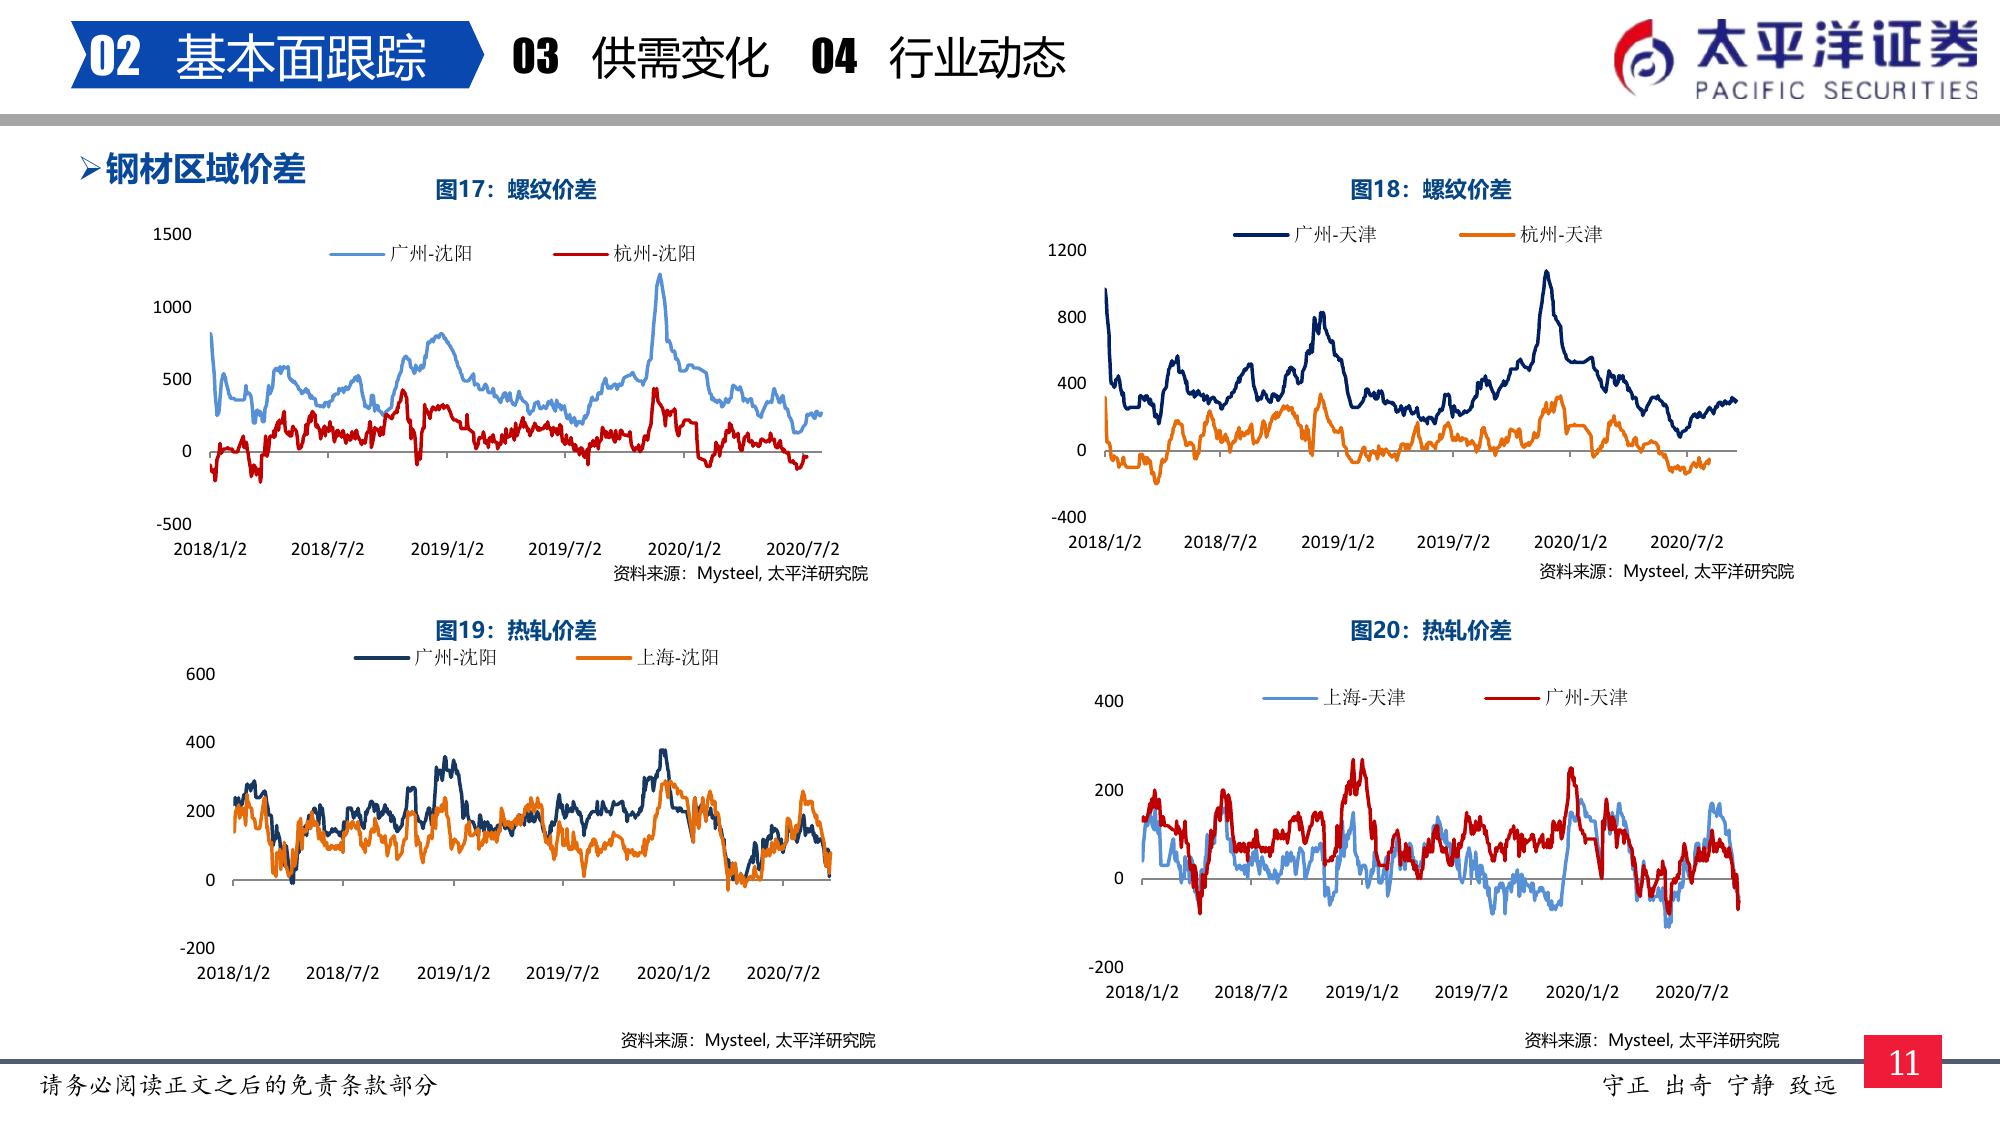 02 基本面跟踪 03 供需变化 04 行业动态
太平洋证券
PACIFIC SECURITIES
➢钢材区域价差
图17：螺纹价差
广州-沈阳 杭州-沈阳
1500
1000
500
0
-500
2018/1/2 2018/7/2 2019/1/2 2019/7/2 2020/1/2 2020/7/2
资料来源：Mysteel, 太平洋研究院
图18：螺纹价差
广州-天津 杭州-天津
1200
800
400
0
-400
2018/1/2 2018/7/2 2019/1/2 2019/7/2 2020/1/2 2020/7/2
资料来源：Mysteel, 太平洋研究院
图19：热轧价差
广州-沈阳 上海-沈阳
600
400
200
0
-200
2018/1/2 2018/7/2 2019/1/2 2019/7/2 2020/1/2 2020/7/2
资料来源：Mysteel, 太平洋研究院
图20：热轧价差
上海-天津 广州-天津
400
200
0
-200
2018/1/2 2018/7/2 2019/1/2 2019/7/2 2020/1/2 2020/7/2
资料来源：Mysteel, 太平洋研究院
请务必阅读正文之后的免责条款部分
守正 出奇 宁静 致远
11